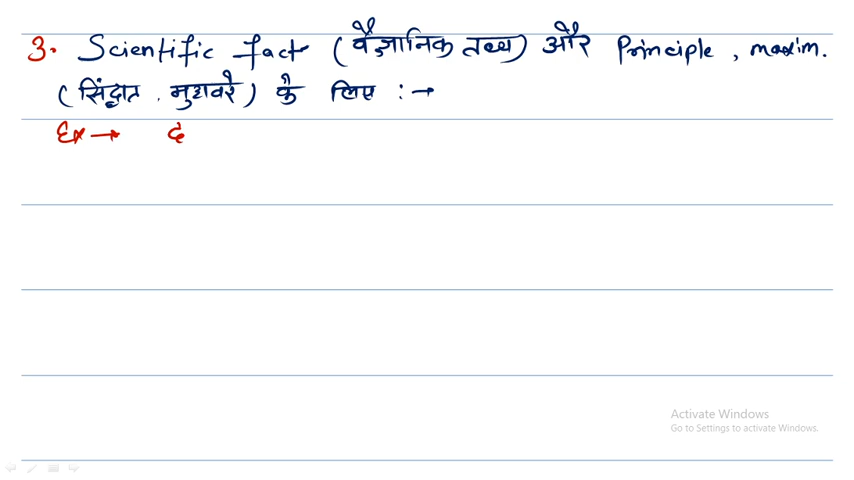 3. Scientific fact (वैज्ञानिक तथ्य) और Principle, maxim.
(सिंद्धात, मुहावरे) के लिए :→
Ex → द
Activate Windows
Go to Settings to activate Windows.